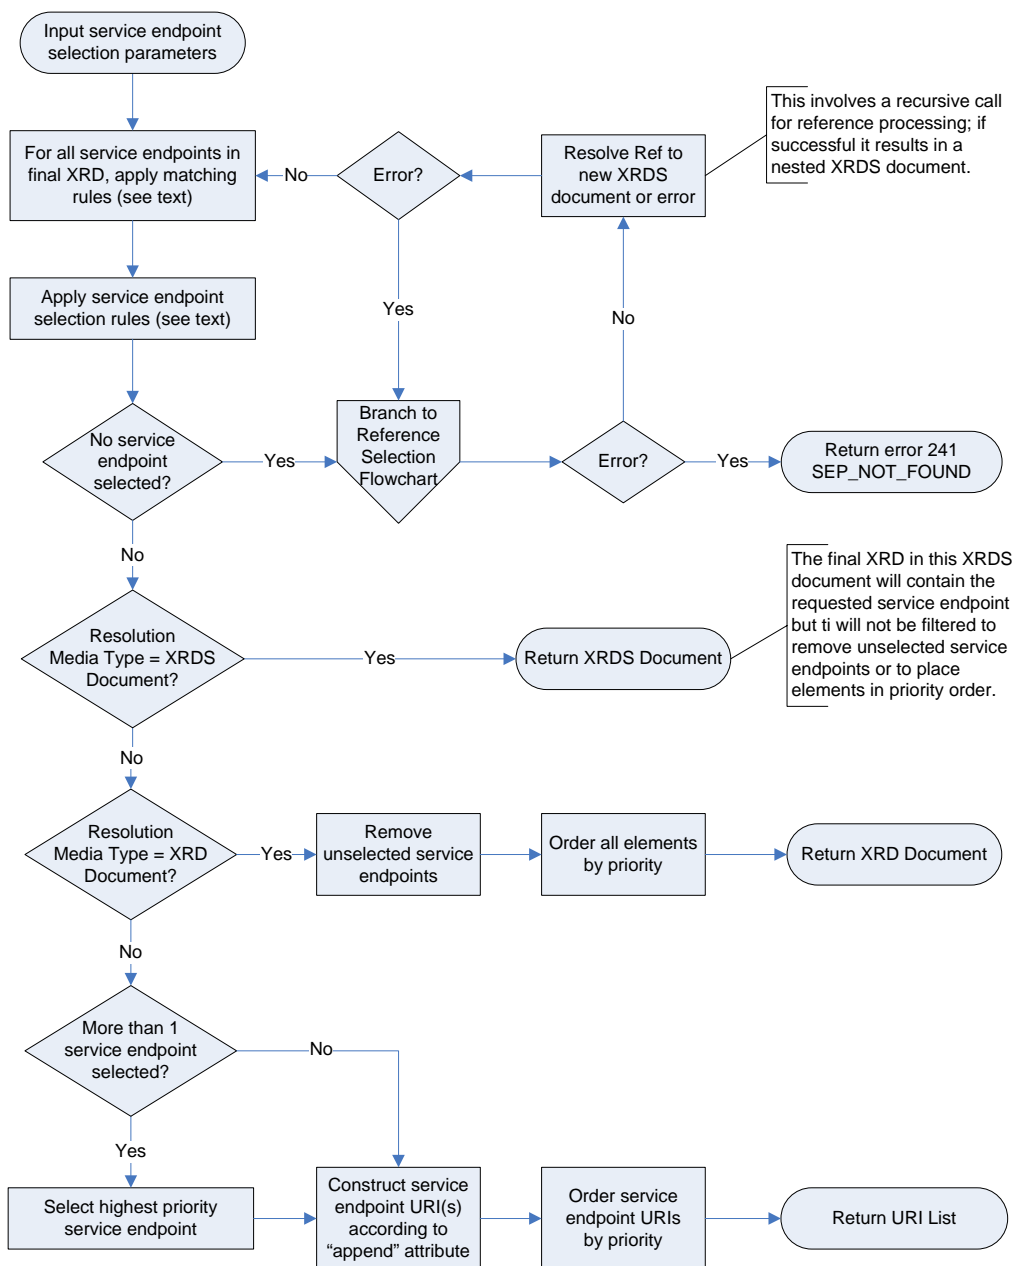 Input service endpoint
selection parameters
This involves a recursive call
for reference processing; if
successful it results in a
nested XRDS document.
For all service endpoints in
final XRD, apply matching
rules (see text)
No
Error?
Resolve Ref to
new XRDS
document or error
Apply service endpoint
selection rules (see text)
Yes
No
No service
endpoint
selected?
Yes
Branch to
Reference
Selection
Flowchart
Error?
Yes
Return error 241
SEP_NOT_FOUND
No
The final XRD in this XRDS
document will contain the
requested service endpoint
but ti will not be filtered to
remove unselected service
endpoints or to place
elements in priority order.
Resolution
Media Type = XRDS
Document?
Yes
Return XRDS Document
No
Resolution
Media Type = XRD
Document?
Yes
Remove
unselected service
endpoints
Order all elements
by priority
Return XRD Document
No
More than 1
service endpoint
selected?
No
Yes
Select highest priority
service endpoint
Construct service
endpoint URI(s)
according to
“append” attribute
Order service
endpoint URIs
by priority
Return URI List